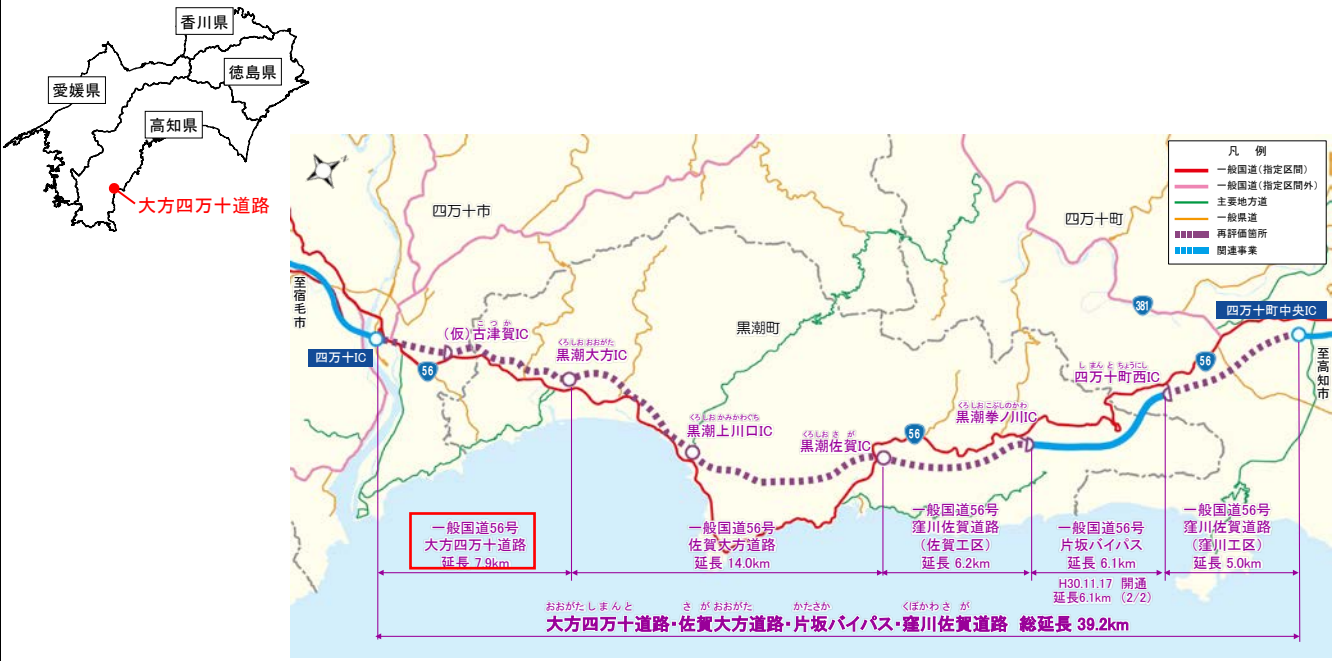 香川県
徳島県
愛媛県
高知県
大方四万十道路
凡 例
一般国道(指定区間)
一般国道(指定区間外)
主要地方道
一般県道
再評価箇所
関連事業
四万十市
四万十町
黒潮町
至宿毛市
至高知市
381
56
56
56
四万十IC
こつか
(仮)古津賀IC
くろしおおおがた
黒潮大方IC
くろしおかみかわぐち
黒潮上川口IC
くろしおさが
黒潮佐賀IC
くろしおこぶしのかわ
黒潮拳ノ川IC
しまんとちょうにし
四万十町西IC
四万十町中央IC
一般国道56号
大方四万十道路
延長 7.9km
一般国道56号
佐賀大方道路
延長 14.0km
一般国道56号
窪川佐賀道路
(佐賀工区)
延長 6.2km
一般国道56号
片坂バイパス
延長 6.1km
H30.11.17 開通
延長6.1km (2/2)
一般国道56号
窪川佐賀道路
(窪川工区)
延長 5.0km
おおがたしまんと さがおおがた かたさか くぼかわさが
大方四万十道路・佐賀大方道路・片坂バイパス・窪川佐賀道路 総延長 39.2km